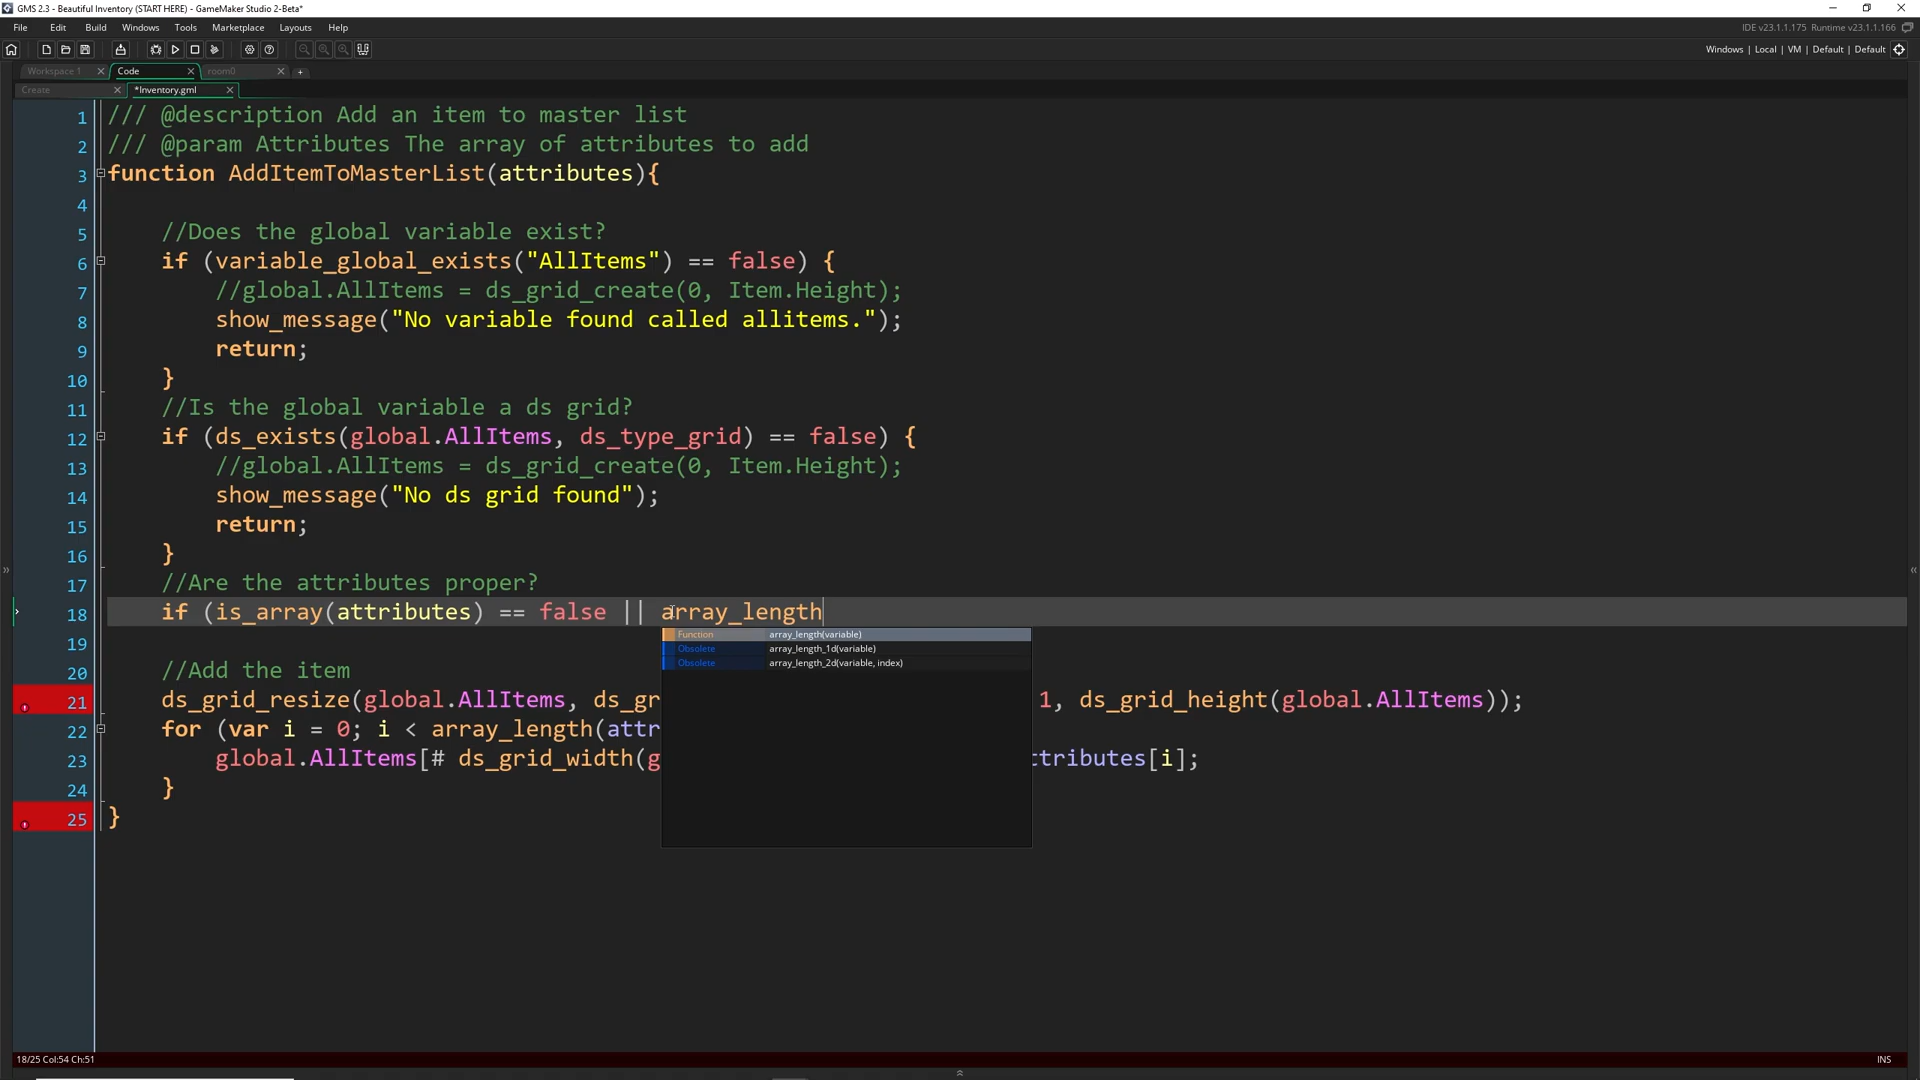 GMS 2.3 - Beautiful Inventory (START HERE) - GameMaker Studio 2-Beta*
File Edit Build Windows Tools Marketplace Layouts Help
IDE v23.1.1.175 Runtime v23.1.1.166
Windows | Local | VM | Default | Default
Workspace 1 Code room0
Create *Inventory.gml
1 /// @description Add an item to master list
2 /// @param Attributes The array of attributes to add
3 function AddItemToMasterList(attributes){
4
5 //Does the global variable exist?
6 if (variable_global_exists("AllItems") == false) {
7 //global.AllItems = ds_grid_create(0, Item.Height);
8 show_message("No variable found called allitems.");
9 return;
10 }
11 //Is the global variable a ds grid?
12 if (ds_exists(global.AllItems, ds_type_grid) == false) {
13 //global.AllItems = ds_grid_create(0, Item.Height);
14 show_message("No ds grid found");
15 return;
16 }
17 //Are the attributes proper?
18 if (is_array(attributes) == false || array_length
Function array_length(variable)
Obsolete array_length_1d(variable)
Obsolete array_length_2d(variable, index)
19
20 //Add the item
21 ds_grid_resize(global.AllItems, ds_gr 1, ds_grid_height(global.AllItems));
22 for (var i = 0; i < array_length(attr
23 global.AllItems[# ds_grid_width(g ttributes[i];
24 }
25 }
18/25 Col:54 Ch:51
INS